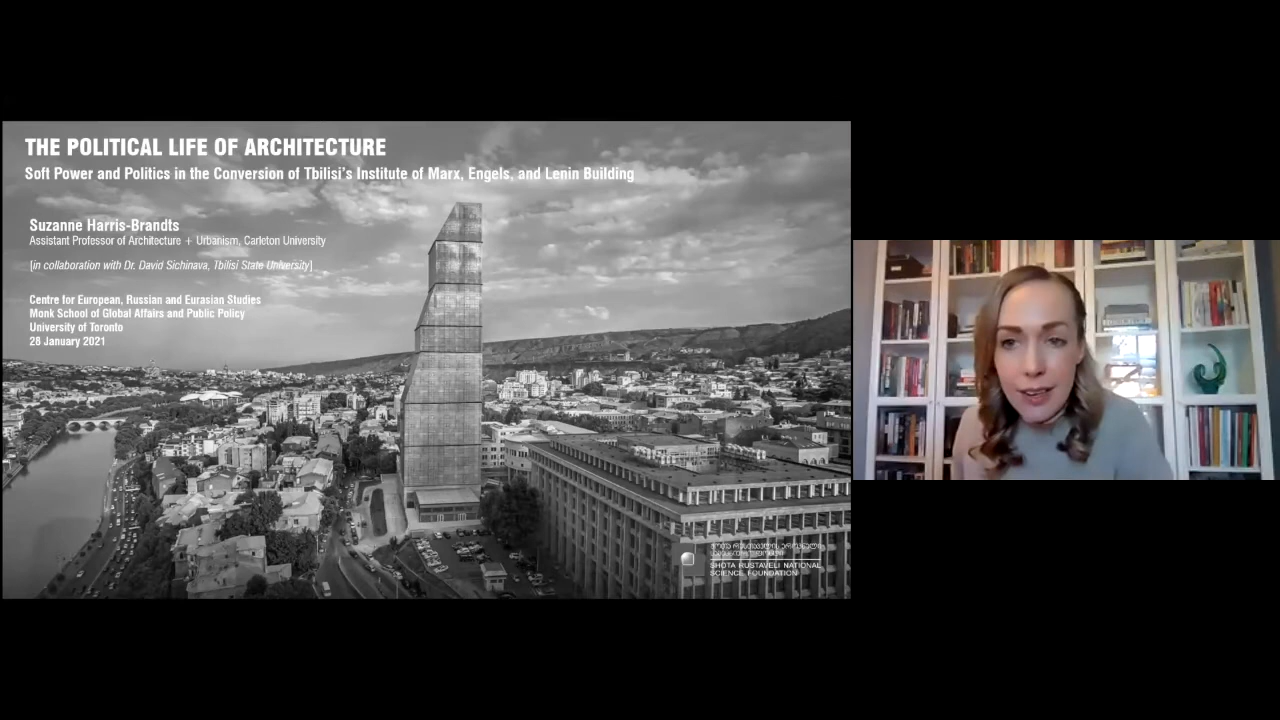 THE POLITICAL LIFE OF ARCHITECTURE
Soft Power and Politics in the Conversion of Tbilisi's Institute of Marx, Engels, and Lenin Building
Suzanne Harris-Brandts
Assistant Professor of Architecture + Urbanism, Carleton University
[in collaboration with Dr. David Sichinava, Tbilisi State University]
Centre for European, Russian and Eurasian Studies
Monk School of Global Affairs and Public Policy
University of Toronto
28 January 2021
SHOTA RUSTAVELI NATIONAL
SCIENCE FOUNDATION